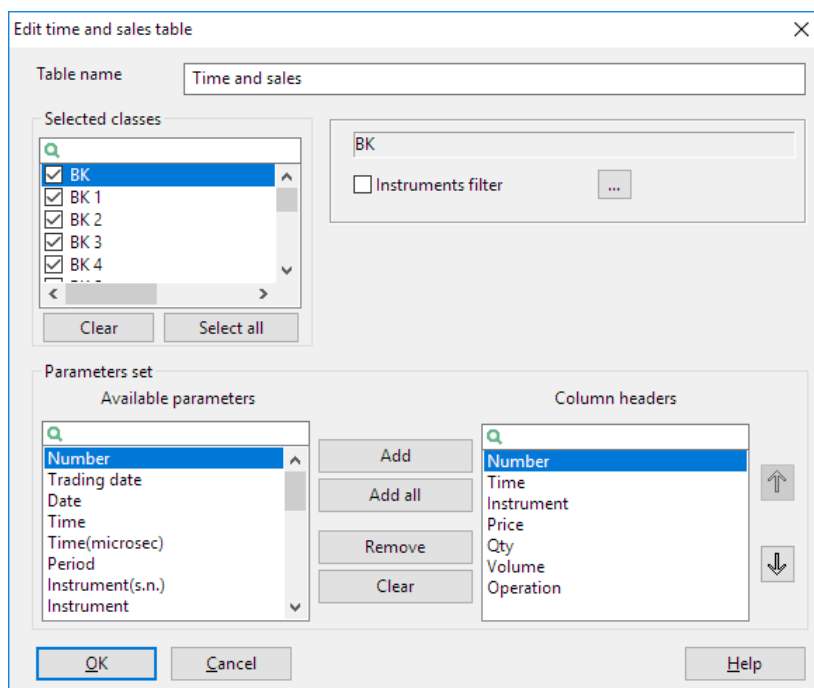 Edit time and sales table
Table name
Time and sales
Selected classes
BK
BK 1
BK 2
BK 3
BK 4
Clear
Select all
BK
Instruments filter
...
Parameters set
Available parameters
Number
Trading date
Date
Time
Time(microsec)
Period
Instrument(s.n.)
Instrument
Add
Add all
Remove
Clear
Column headers
Number
Time
Instrument
Price
Qty
Volume
Operation
OK
Cancel
Help